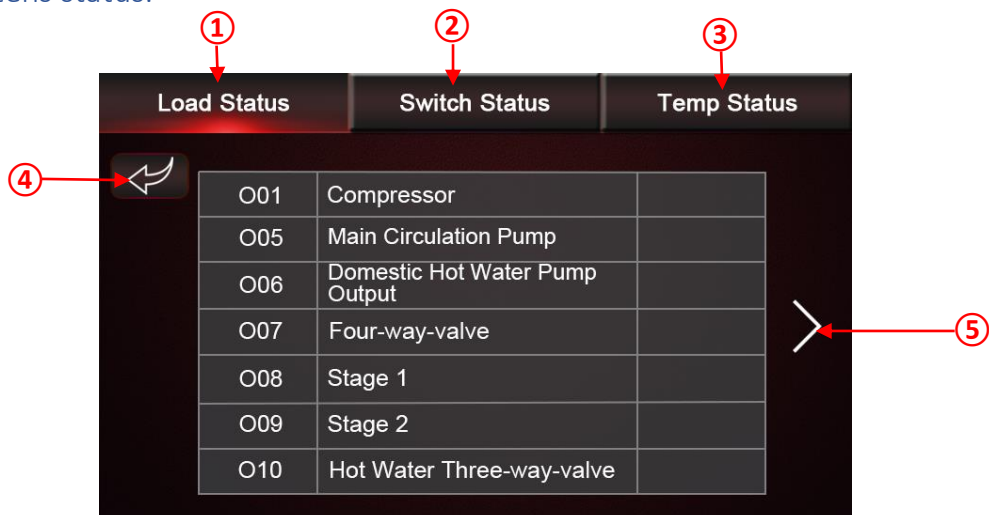 status.
① ② ③
Load Status Switch Status Temp Status
④
O01 Compressor
O05 Main Circulation Pump
O06 Domestic Hot Water Pump
Output
O07 Four-way-valve
⑤
O08 Stage 1
O09 Stage 2
O10 Hot Water Three-way-valve